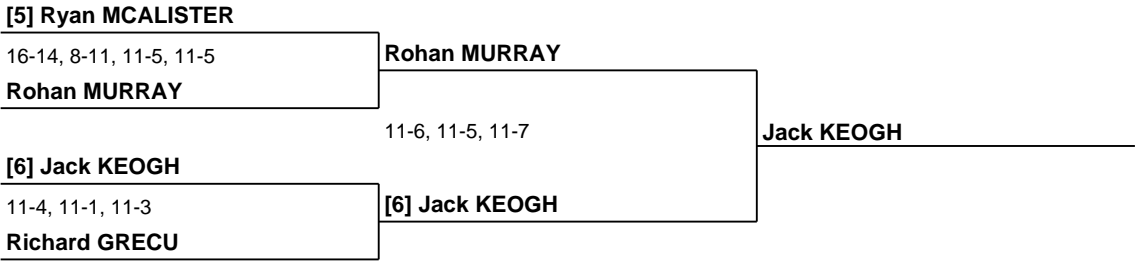 [5] Ryan MCALISTER
16-14, 8-11, 11-5, 11-5
Rohan MURRAY
Rohan MURRAY
11-6, 11-5, 11-7
Jack KEOGH
[6] Jack KEOGH
11-4, 11-1, 11-3
[6] Jack KEOGH
Richard GRECU